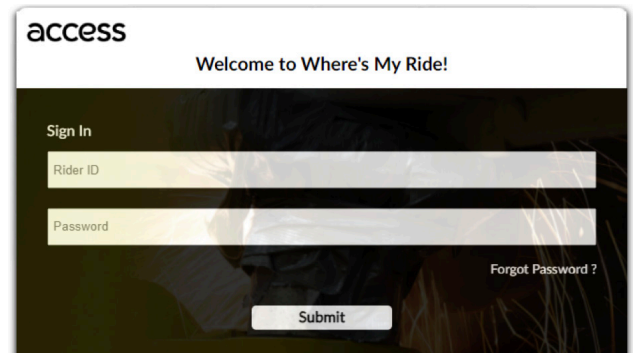 access
Welcome to Where's My Ride!
Sign In
Rider ID
Password
Forgot Password ?
Submit